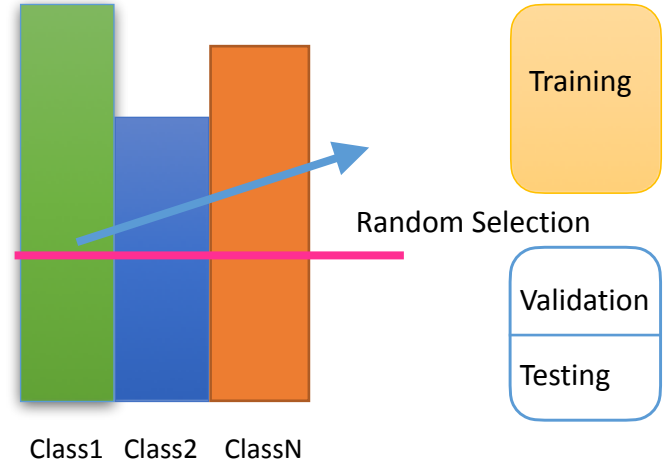 Training
Random Selection
Validation
Testing
Class1 Class2 ClassN